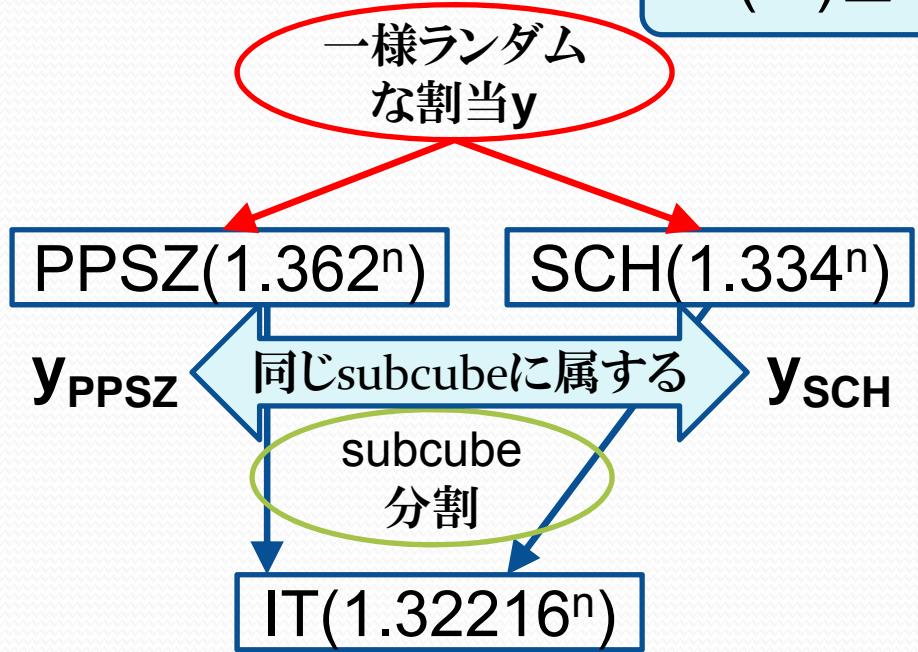 一様ランダム
な割当y
PPSZ(1.362ⁿ)
SCH(1.334ⁿ)
yPPSZ
同じsubcubeに属する
ySCH
subcube
分割
IT(1.32216ⁿ)